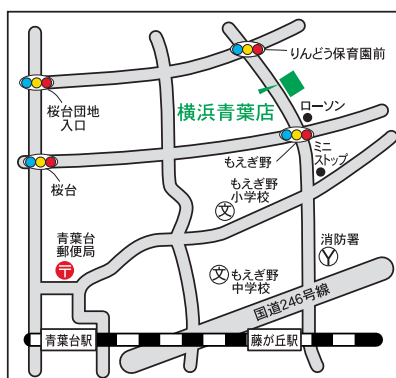 りんどう保育園前
桜台団地
入口
横浜青葉店
ローソン
もえぎ野
ミニ
ストップ
桜台
もえぎ野
小学校
文
青葉台
郵便局
〒
消防署
Y
文
もえぎ野
中学校
国道246号線
青葉台駅
藤が丘駅